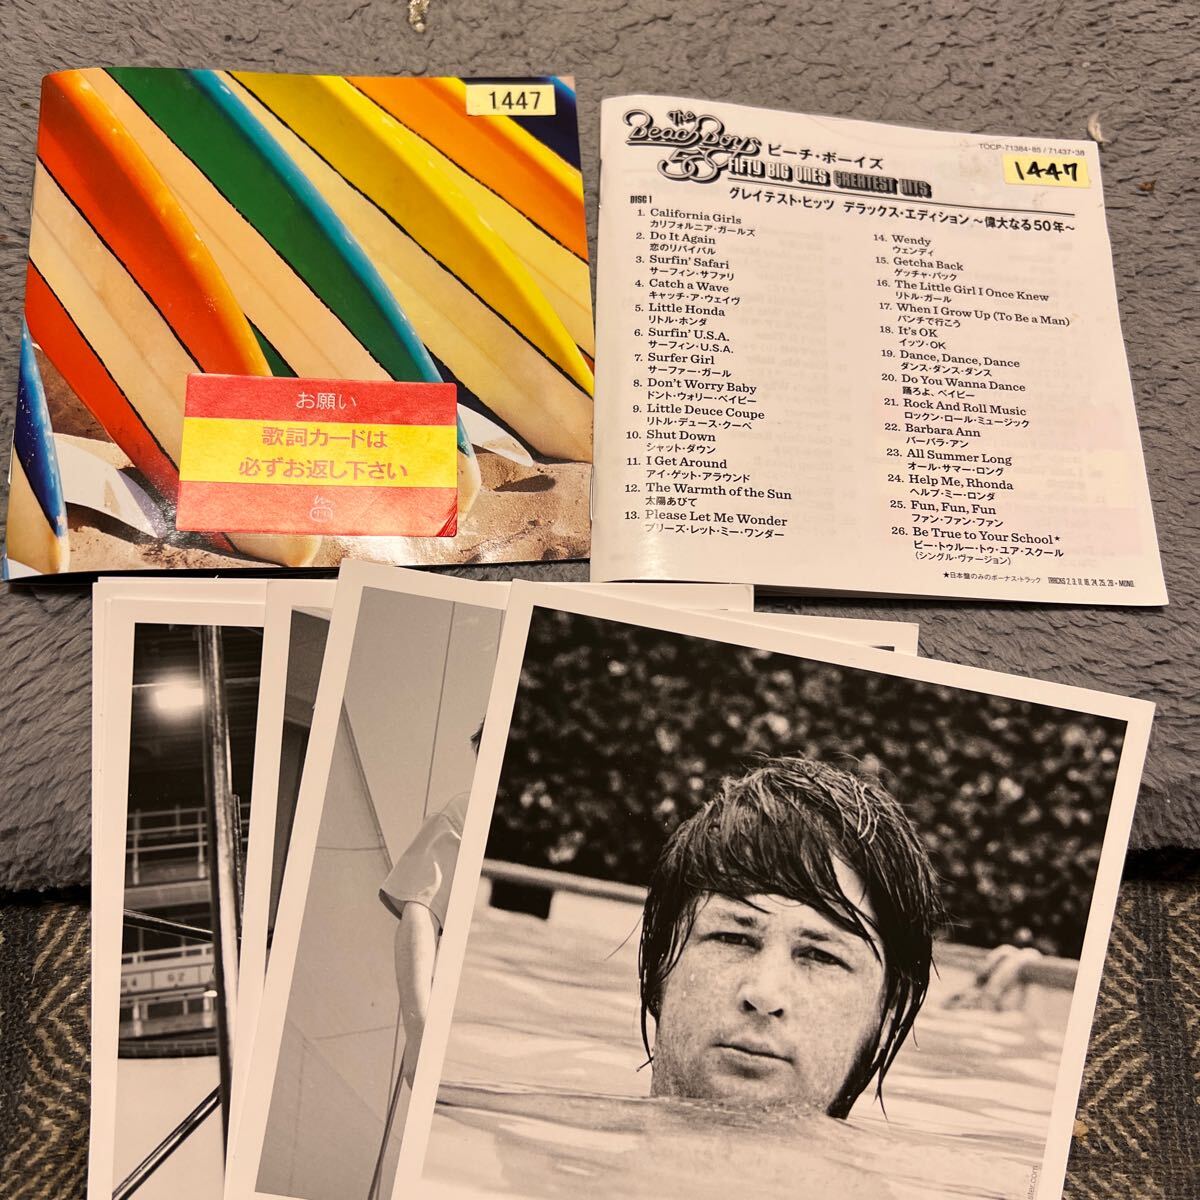 1447
お願い
歌詞カードは
必ずお返し下さい
The
Beach Boys
ビーチ・ボーイズ
50
FIFTY BIG ONES GREATEST HITS
TOCP-71384・85 / 71437・38
1447
グレイテスト・ヒッツ デラックス・エディション ～偉大なる50年～
DISC 1
1. California Girls
カリフォルニア・ガールズ
2. Do It Again
恋のリバイバル
3. Surfin' Safari
サーフィン・サファリ
4. Catch a Wave
キャッチ・ア・ウェイヴ
5. Little Honda
リトル・ホンダ
6. Surfin' U.S.A.
サーフィン・U.S.A.
7. Surfer Girl
サーファー・ガール
8. Don't Worry Baby
ドント・ウォリー・ベイビー
9. Little Deuce Coupe
リトル・デュース・クーペ
10. Shut Down
シャット・ダウン
11. I Get Around
アイ・ゲット・アラウンド
12. The Warmth of the Sun
太陽あびて
13. Please Let Me Wonder
プリーズ・レット・ミー・ワンダー
14. Wendy
ウェンディ
15. Getcha Back
ゲッチャ・バック
16. The Little Girl I Once Knew
リトル・ガール
17. When I Grow Up (To Be a Man)
パンチで行こう
18. It's OK
イッツ・OK
19. Dance, Dance, Dance
ダンス・ダンス・ダンス
20. Do You Wanna Dance
踊ろよ、ベイビー
21. Rock And Roll Music
ロックン・ロール・ミュージック
22. Barbara Ann
バーバラ・アン
23. All Summer Long
オール・サマー・ロング
24. Help Me, Rhonda
ヘルプ・ミー・ロンダ
25. Fun, Fun, Fun
ファン・ファン・ファン
26. Be True to Your School★
ビー・トゥルー・トゥ・ユア・スクール
(シングル・ヴァージョン)
★日本盤のみのボーナス・トラック